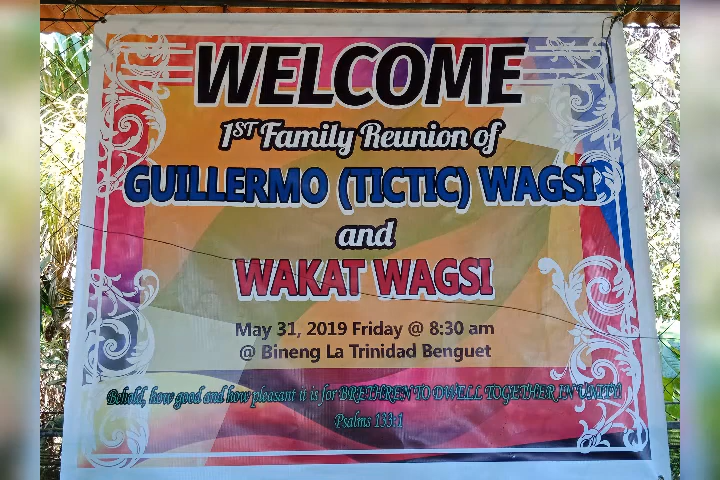 WELCOME
1ST Family Reunion of
GUILLERMO (TICTIC) WAGSI
and
WAKAT WAGSI
May 31, 2019 Friday @ 8:30 am
@ Bineng La Trinidad Benguet
Behold, how good and how pleasant it is for BRETHREN TO DWELL TOGETHER IN UNITY!
Psalms 133:1